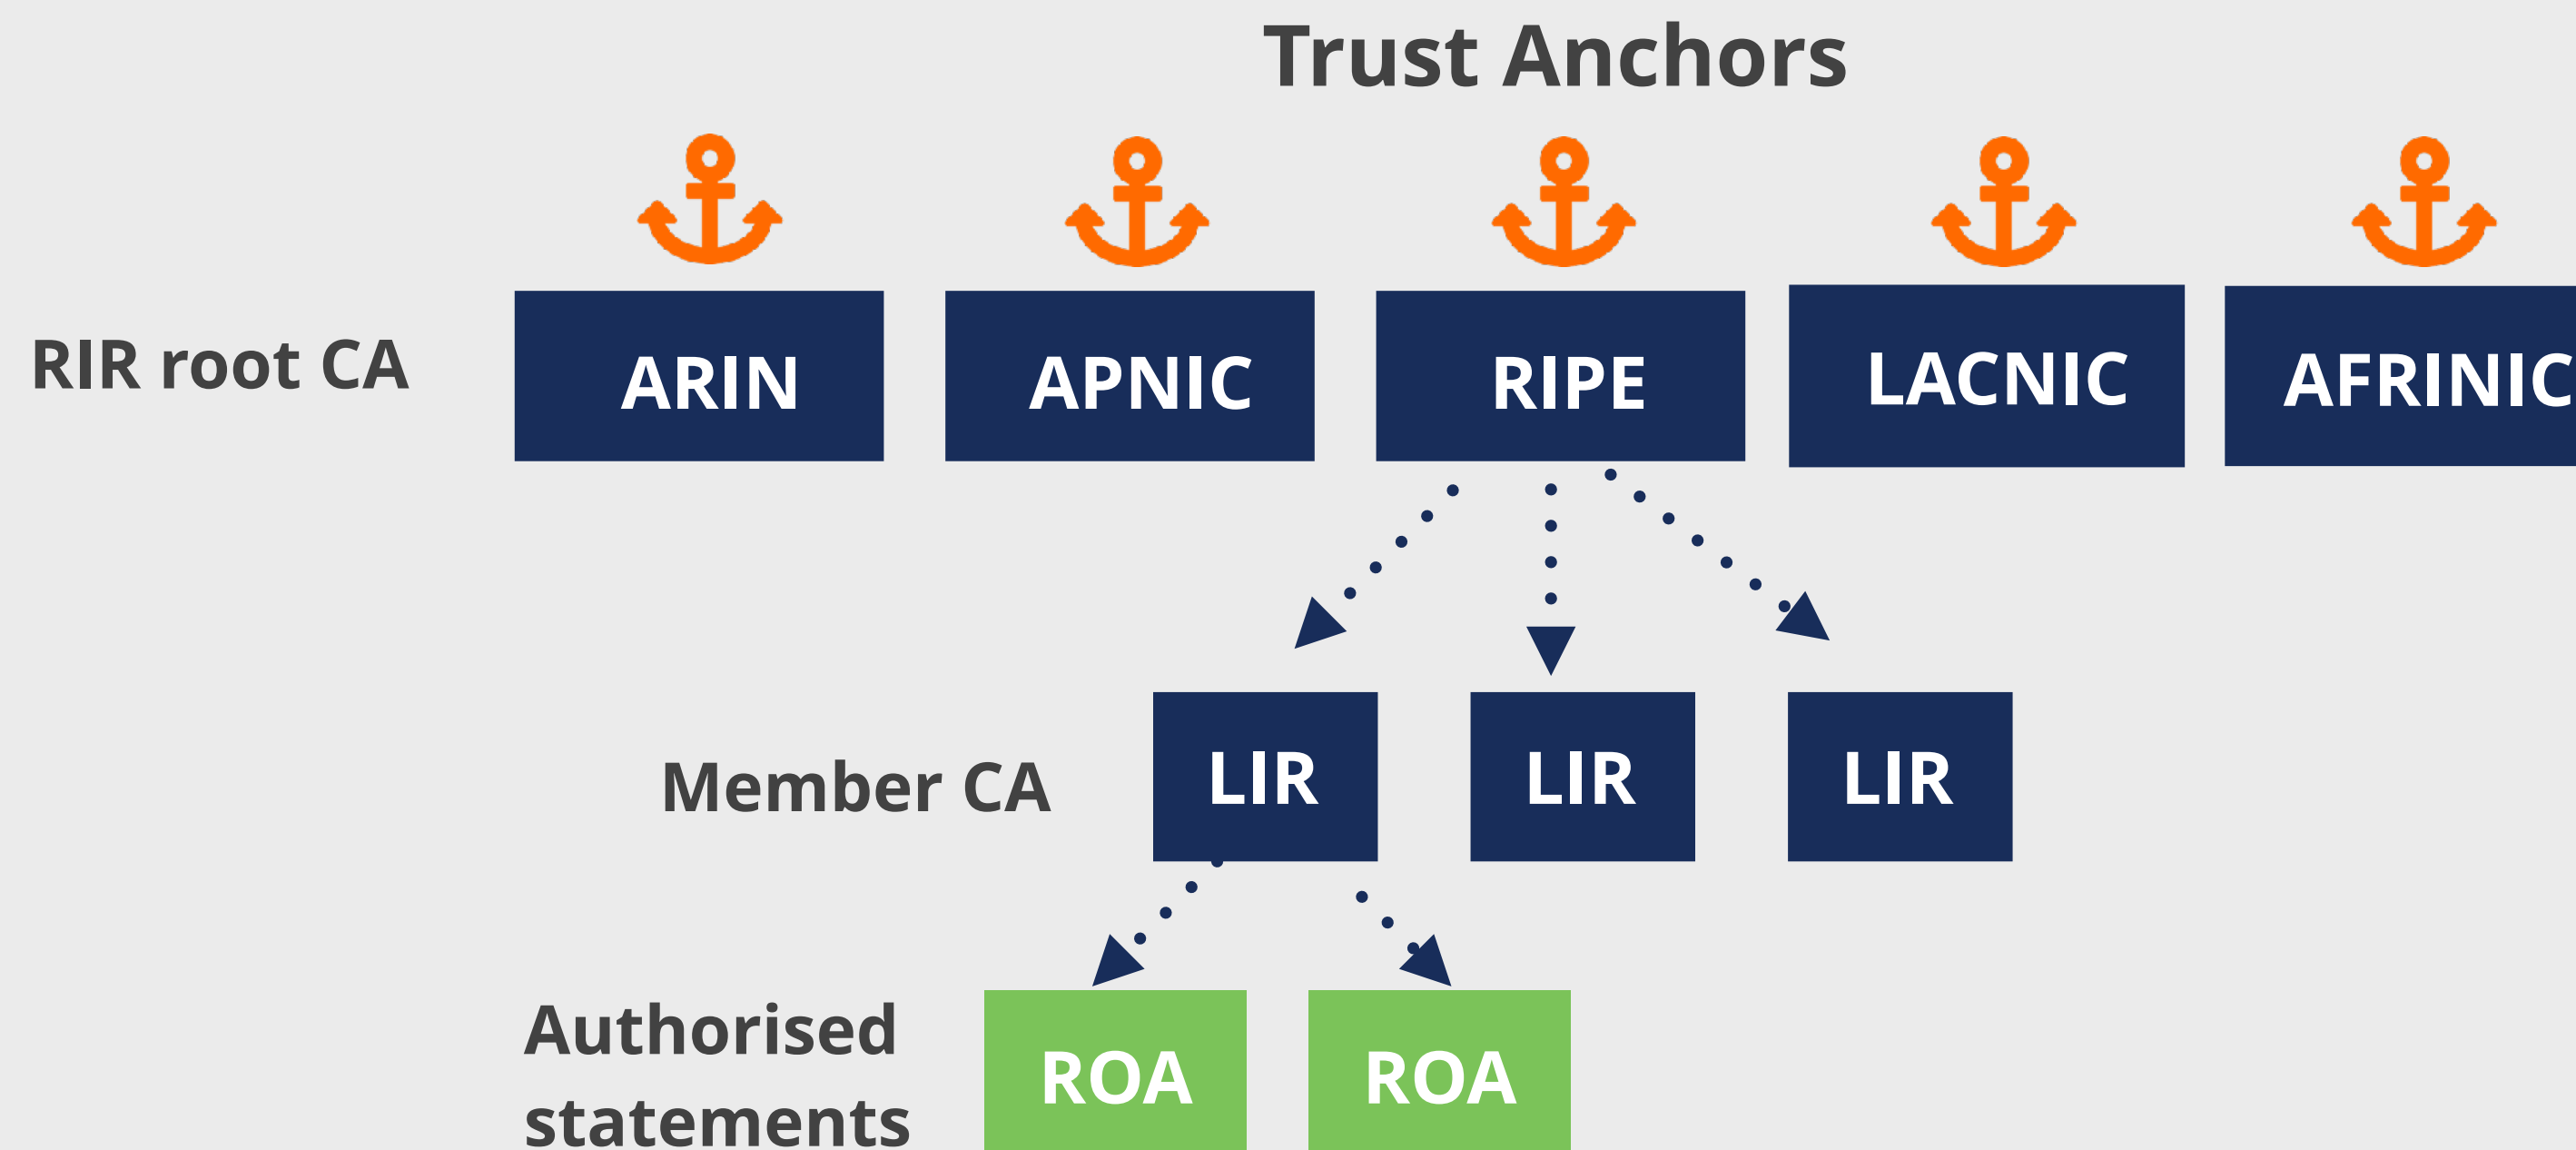 Trust Anchors
RIR root CA
ARIN
APNIC
RIPE
LACNIC
AFRINIC
Member CA
LIR
LIR
LIR
Authorised
statements
ROA
ROA